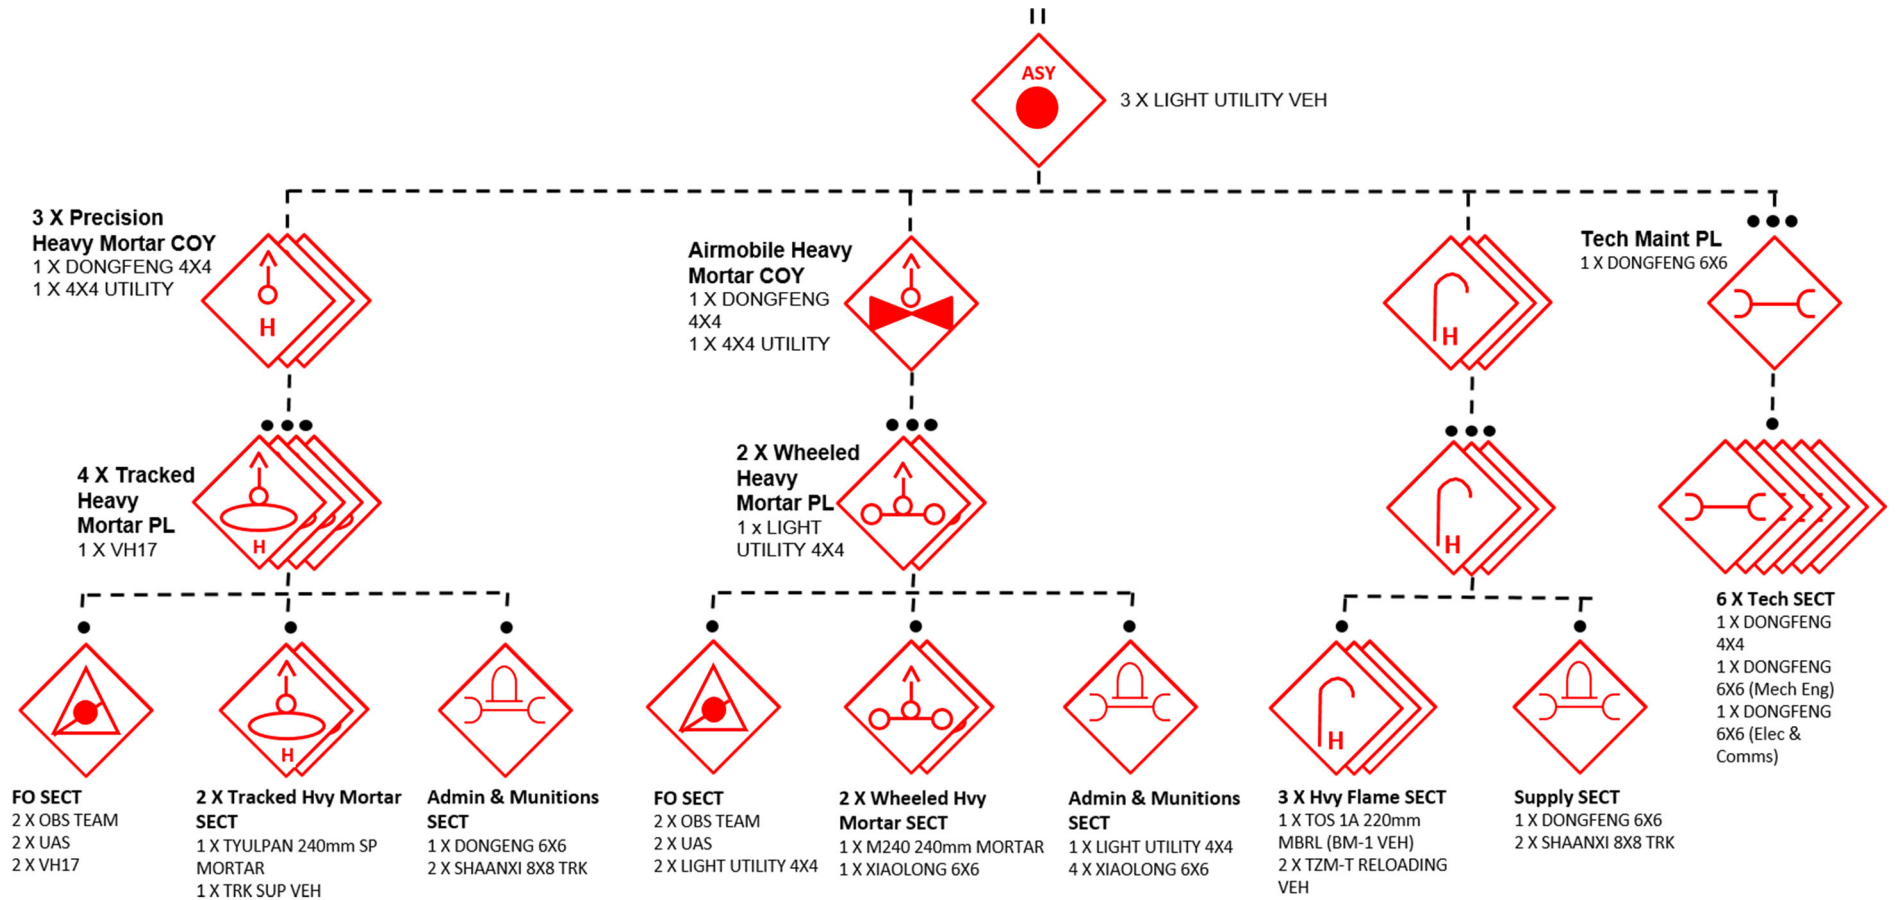 ASY
3 X LIGHT UTILITY VEH
3 X Precision
Heavy Mortar COY
1 X DONGFENG 4X4
1 X 4X4 UTILITY
H
Airmobile Heavy
Mortar COY
1 X DONGFENG
4X4
1 X 4X4 UTILITY
H
Tech Maint PL
1 X DONGFENG 6X6
4 X Tracked
Heavy
Mortar PL
1 X VH17
H
2 X Wheeled
Heavy
Mortar PL
1 x LIGHT
UTILITY 4X4
H
6 X Tech SECT
1 X DONGFENG
4X4
1 X DONGFENG
6X6 (Mech Eng)
1 X DONGFENG
6X6 (Elec &
Comms)
H
H
FO SECT
2 X OBS TEAM
2 X UAS
2 X VH17
2 X Tracked Hvy Mortar
SECT
1 X TYULPAN 240mm SP
MORTAR
1 X TRK SUP VEH
Admin & Munitions
SECT
1 X DONGENG 6X6
2 X SHAANXI 8X8 TRK
FO SECT
2 X OBS TEAM
2 X UAS
2 X LIGHT UTILITY 4X4
2 X Wheeled Hvy
Mortar SECT
1 X M240 240mm MORTAR
1 X XIAOLONG 6X6
Admin & Munitions
SECT
1 X LIGHT UTILITY 4X4
4 X XIAOLONG 6X6
3 X Hvy Flame SECT
1 X TOS 1A 220mm
MBRL (BM-1 VEH)
2 X TZM-T RELOADING
VEH
Supply SECT
1 X DONGFENG 6X6
2 X SHAANXI 8X8 TRK